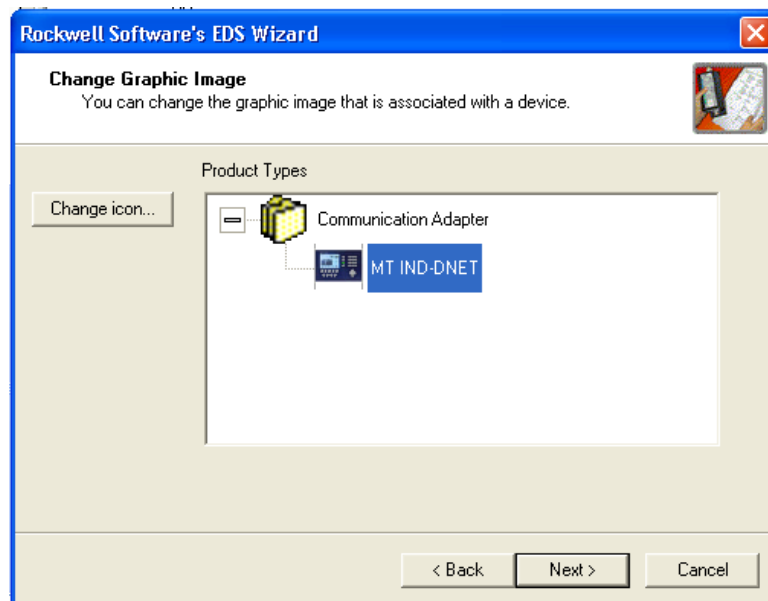 Rockwell Software's EDS Wizard
Change Graphic Image
You can change the graphic image that is associated with a device.
Product Types
Change icon...
Communication Adapter
MT IND-DNET
< Back
Next >
Cancel